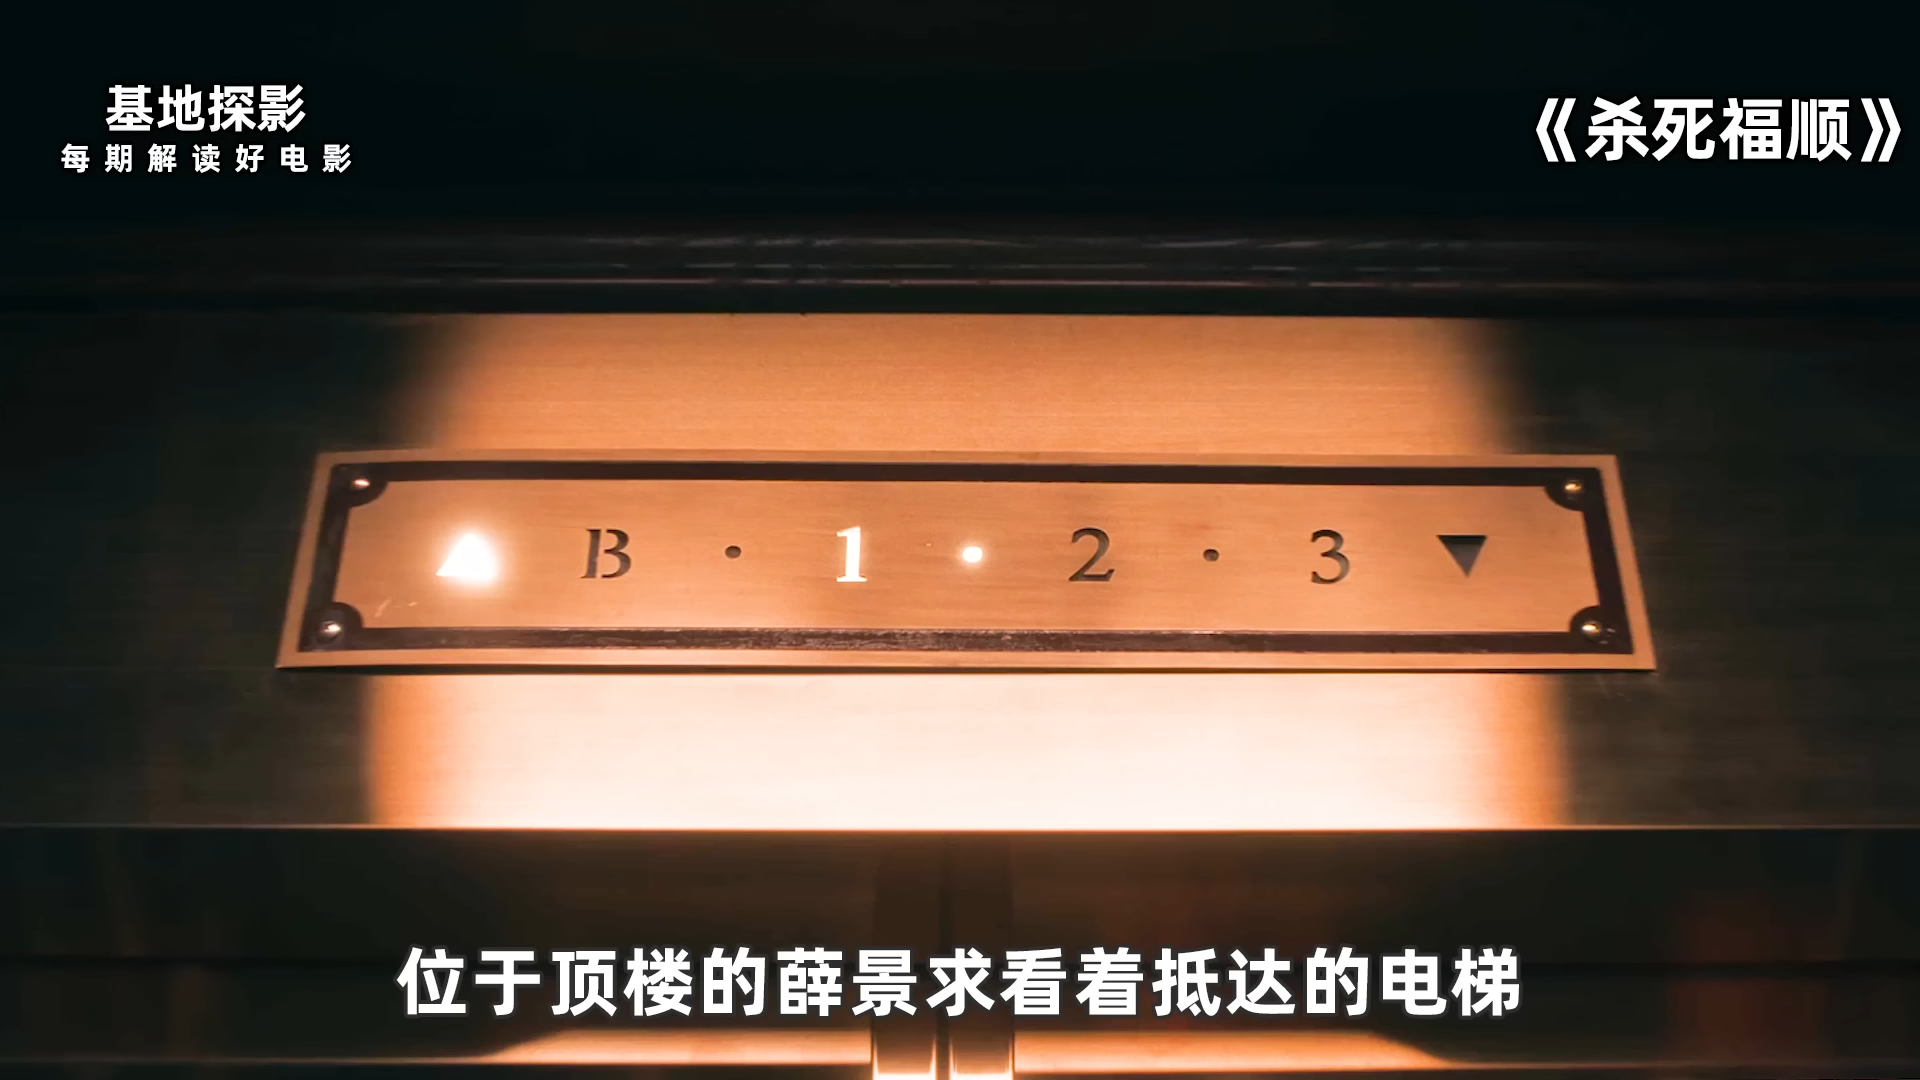 基地探影
每期解读好电影
《杀死福顺》
▲ B · 1 · 2 · 3 ▼
位于顶楼的薛景求看着抵达的电梯